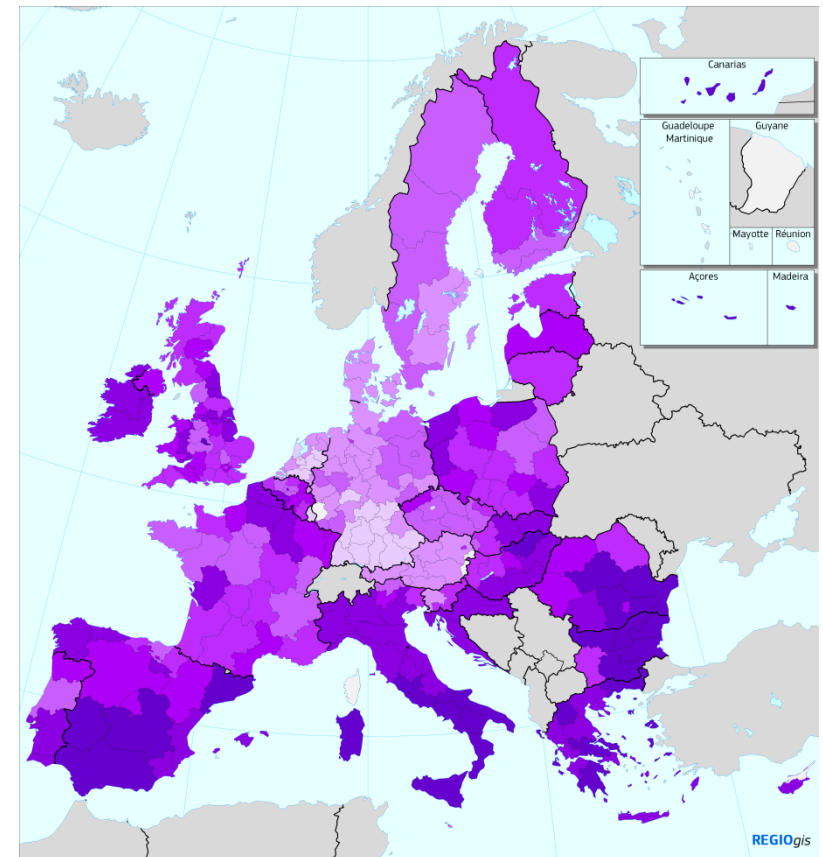 Canarias
Guadeloupe
Martinique
Guyane
Mayotte
Réunion
Açores
Madeira
REGIOgis